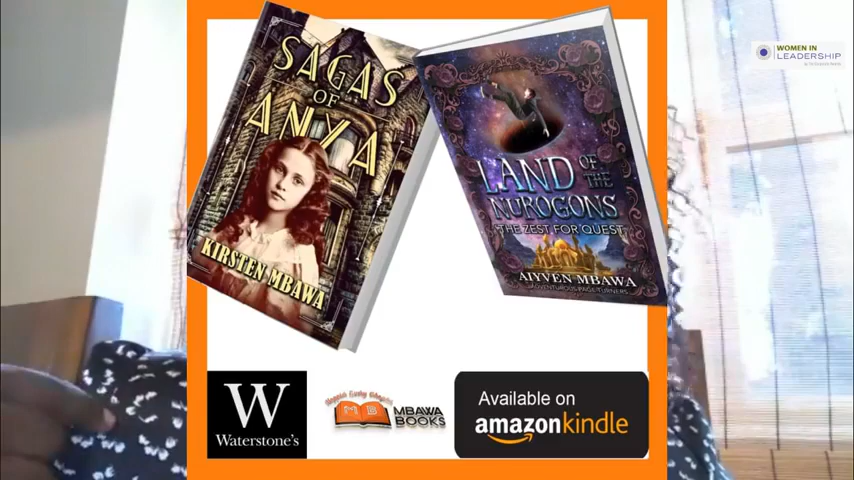 SAGAS
OF
ANYA
KIRSTEN MBAWA
LAND OF THE
NUROGONS
THE ZEST FOR QUEST
AIYVEN MBAWA
ADVENTUROUS PAGE TURNERS
W
Waterstone's
MB
MBAWA
BOOKS
Available on
amazonkindle
WOMEN IN
LEADERSHIP